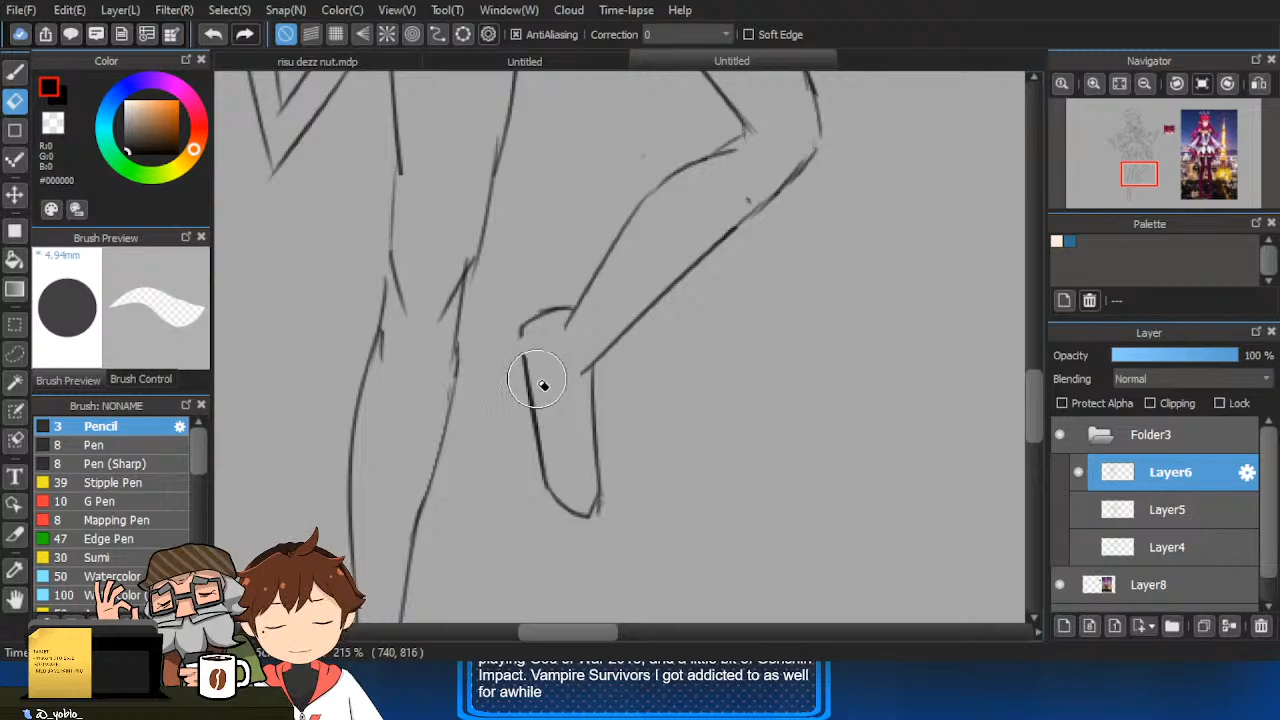 File(F) Edit(E) Layer(L) Filter(R) Select(S) Snap(N) Color(C) View(V) Tool(T) Window(W) Cloud Time-lapse Help
AntiAliasing Correction 0 Soft Edge
Color
risu dezz nut.mdp Untitled Untitled
Navigator
R:0
G:0
B:0
#000000
Brush Preview
* 4.94mm
Brush Preview Brush Control
Brush: NONAME
3 Pencil
8 Pen
8 Pen (Sharp)
39 Stipple Pen
10 G Pen
8 Mapping Pen
47 Edge Pen
30 Sumi
50 Watercolor
100
Palette
---
Layer
Opacity 100 %
Blending Normal
Protect Alpha Clipping Lock
Folder3
Layer6
Layer5
Layer4
Layer8
215 % (740, 816)
Impact. Vampire Survivors I got addicted to as well
for awhile